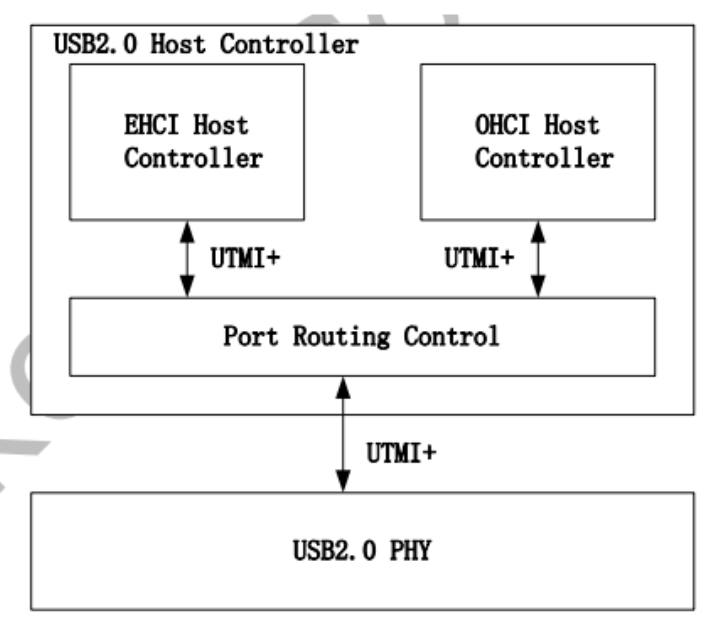 USB2.0 Host Controller
EHCI Host
Controller
OHCI Host
Controller
UTMI+
UTMI+
Port Routing Control
UTMI+
USB2.0 PHY